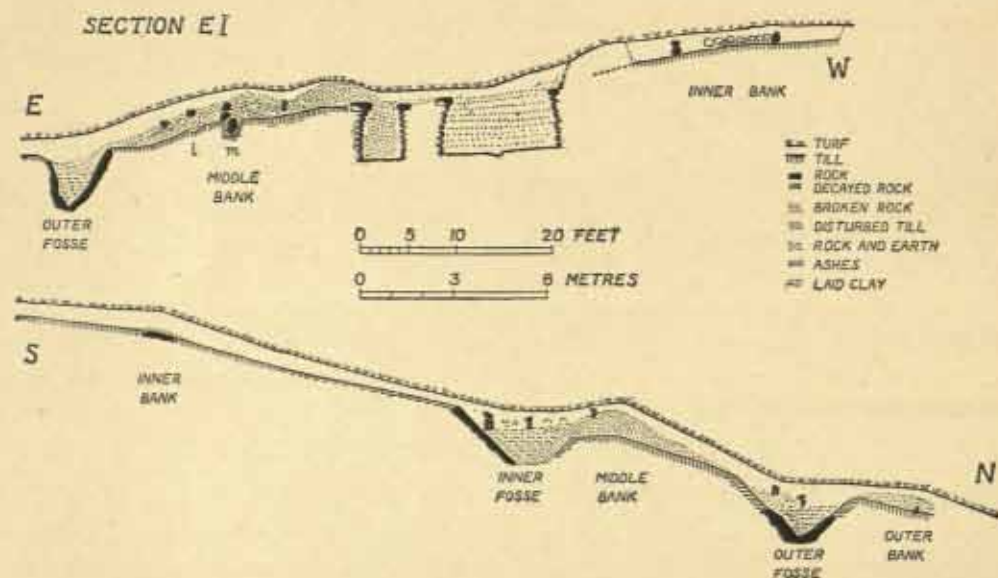 SECTION E I
E
W
INNER BANK
L
m
MIDDLE
BANK
OUTER
FOSSE
TURF
TILL
ROCK
DECAYED ROCK
BROKEN ROCK
DISTURBED TILL
ROCK AND EARTH
ASHES
LAID CLAY
0 5 10 20 FEET
0 3 6 METRES
S
N
INNER
BANK
INNER
FOSSE
MIDDLE
BANK
OUTER
FOSSE
OUTER
BANK